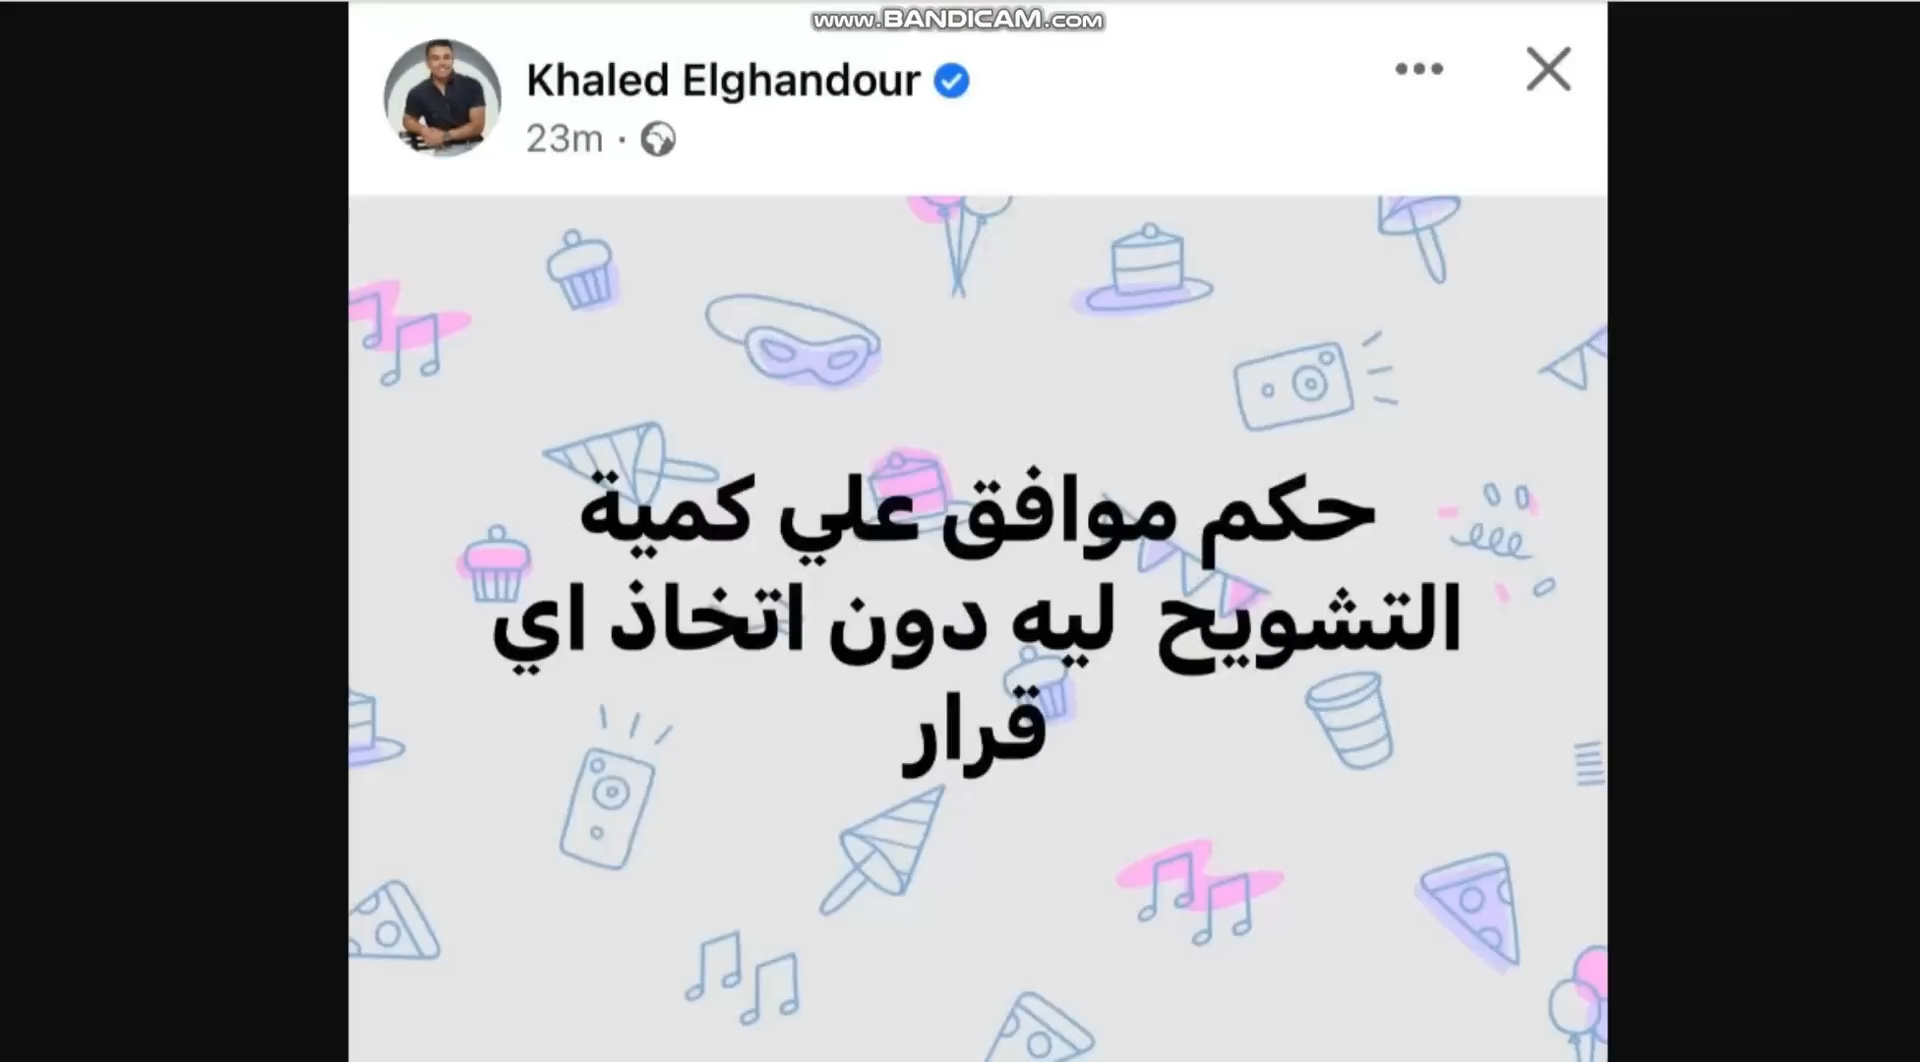 www.BANDICAM.com
Khaled Elghandour
23m ·
حكم موافق علي كمية
التشويح ليه دون اتخاذ اي
قرار